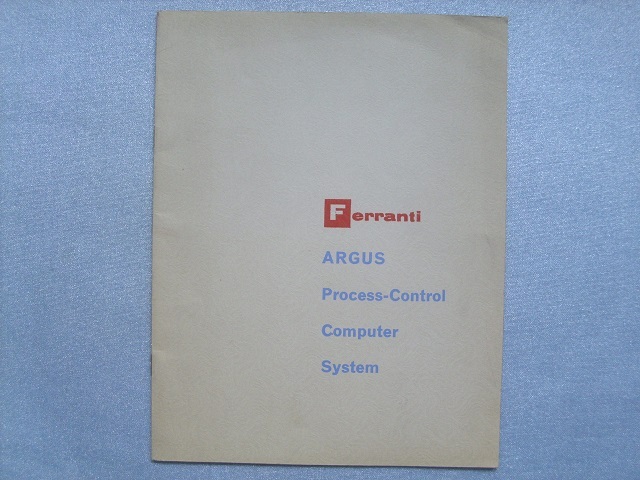 Ferranti
ARGUS
Process-Control
Computer
System